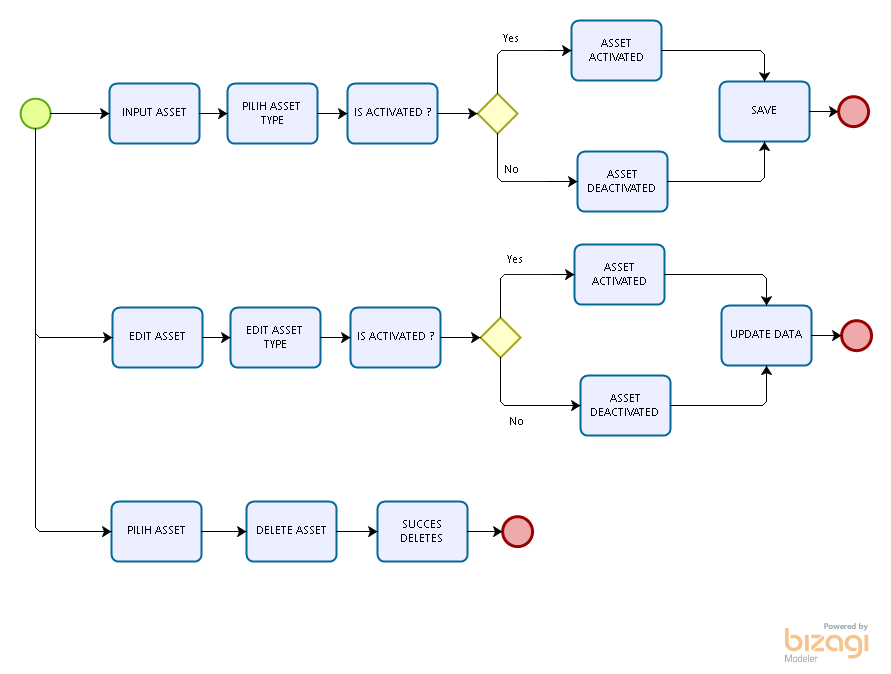 Yes
ASSET
ACTIVATED
INPUT ASSET
PILIH ASSET
TYPE
IS ACTIVATED ?
SAVE
No
ASSET
DEACTIVATED
Yes
ASSET
ACTIVATED
EDIT ASSET
EDIT ASSET
TYPE
IS ACTIVATED ?
UPDATE DATA
No
ASSET
DEACTIVATED
PILIH ASSET
DELETE ASSET
SUCCES
DELETES
Powered by
bizagi
Modeler